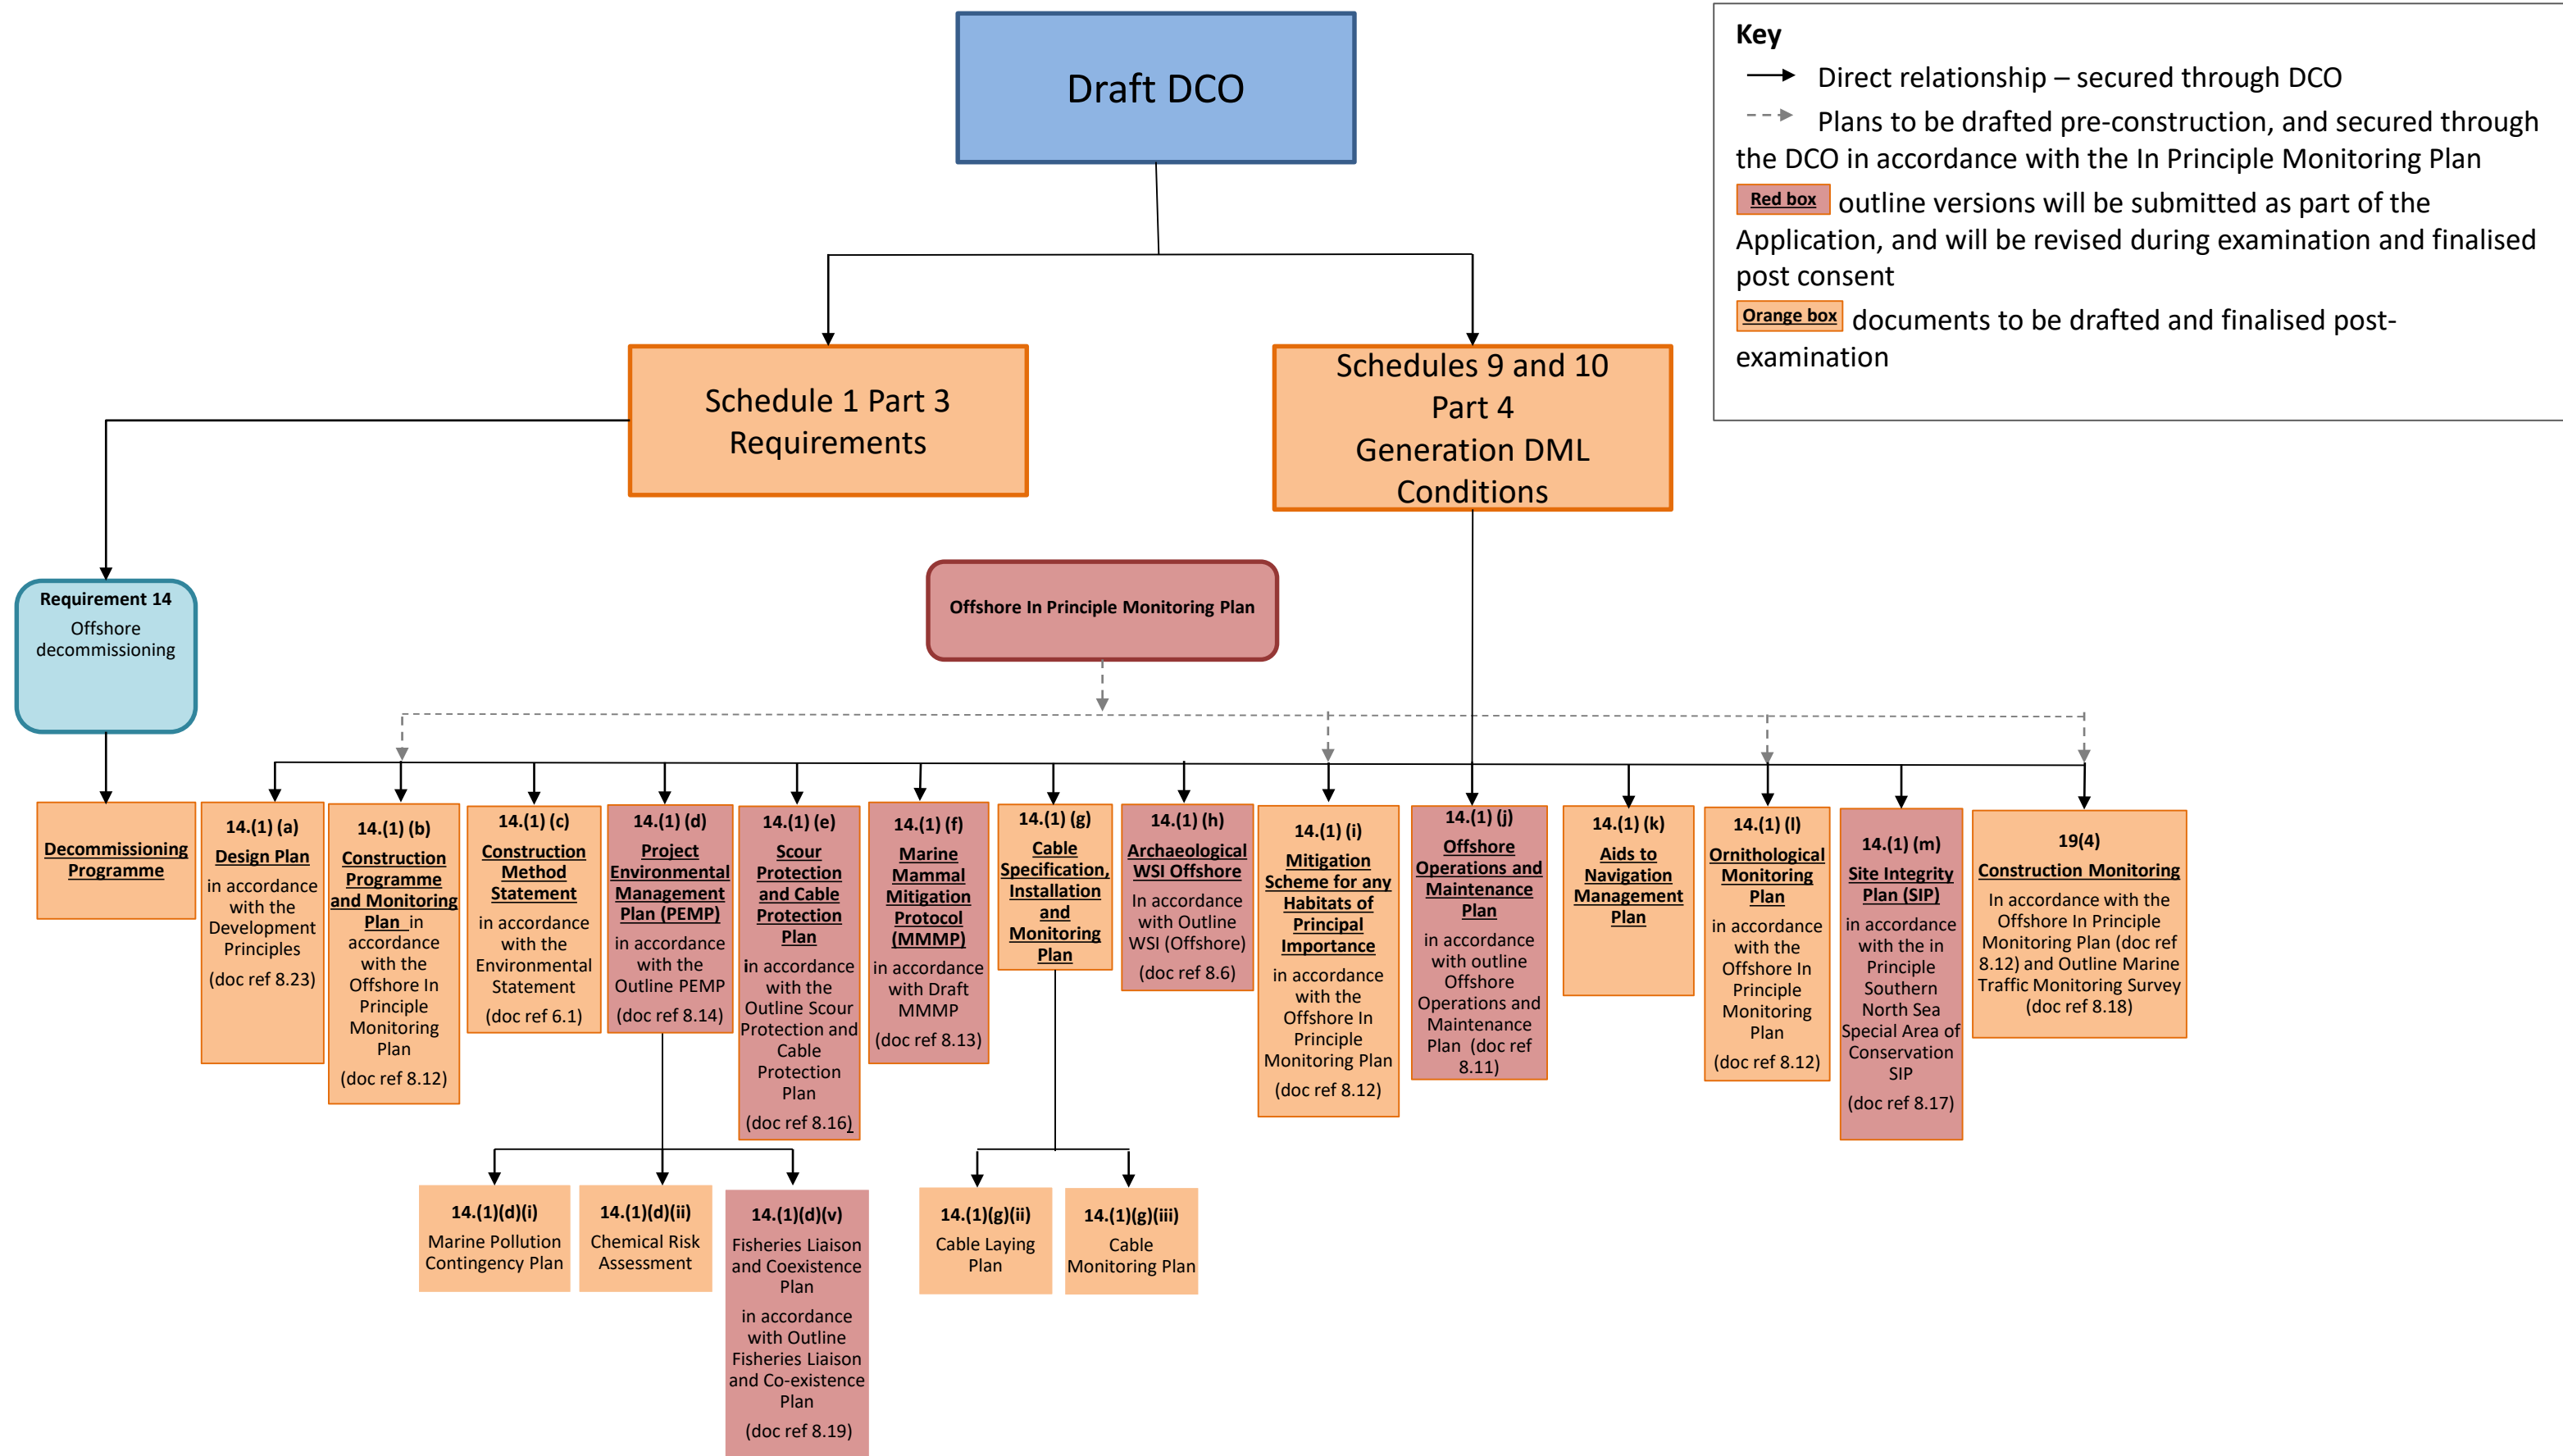 Draft DCO
Key
Direct relationship – secured through DCO
Plans to be drafted pre-construction, and secured through
the DCO in accordance with the In Principle Monitoring Plan
Red box outline versions will be submitted as part of the
Application, and will be revised during examination and finalised
post consent
Orange box documents to be drafted and finalised post-
examination
Schedule 1 Part 3
Requirements
Schedules 9 and 10
Part 4
Generation DML
Conditions
Requirement 14
Offshore
decommissioning
Offshore In Principle Monitoring Plan
Decommissioning
Programme
14.(1) (a)
Design Plan
in accordance
with the
Development
Principles
(doc ref 8.23)
14.(1) (b)
Construction
Programme
and Monitoring
Plan in
accordance
with the
Offshore In
Principle
Monitoring
Plan
(doc ref 8.12)
14.(1) (c)
Construction
Method
Statement
in accordance
with the
Environmental
Statement
(doc ref 6.1)
14.(1) (d)
Project
Environmental
Management
Plan (PEMP)
in accordance
with the
Outline PEMP
(doc ref 8.14)
14.(1) (e)
Scour
Protection
and Cable
Protection
Plan
in accordance
with the
Outline Scour
Protection and
Cable
Protection
Plan
(doc ref 8.16)
14.(1) (f)
Marine
Mammal
Mitigation
Protocol
(MMMP)
in accordance
with Draft
MMMP
(doc ref 8.13)
14.(1) (g)
Cable
Specification,
Installation
and
Monitoring
Plan
14.(1) (h)
Archaeological
WSI Offshore
In accordance
with Outline
WSI (Offshore)
(doc ref 8.6)
14.(1) (i)
Mitigation
Scheme for any
Habitats of
Principal
Importance
in accordance
with the
Offshore In
Principle
Monitoring Plan
(doc ref 8.12)
14.(1) (j)
Offshore
Operations and
Maintenance
Plan
in accordance
with outline
Offshore
Operations and
Maintenance
Plan (doc ref
8.11)
14.(1) (k)
Aids to
Navigation
Management
Plan
14.(1) (l)
Ornithological
Monitoring
Plan
in accordance
with the
Offshore In
Principle
Monitoring
Plan
(doc ref 8.12)
14.(1) (m)
Site Integrity
Plan (SIP)
in accordance
with the in
Principle
Southern
North Sea
Special Area of
Conservation
SIP
(doc ref 8.17)
19(4)
Construction Monitoring
In accordance with the
Offshore In Principle
Monitoring Plan (doc ref
8.12) and Outline Marine
Traffic Monitoring Survey
(doc ref 8.18)
14.(1)(d)(i)
Marine Pollution
Contingency Plan
14.(1)(d)(ii)
Chemical Risk
Assessment
14.(1)(d)(v)
Fisheries Liaison
and Coexistence
Plan
in accordance
with Outline
Fisheries Liaison
and Co-existence
Plan
(doc ref 8.19)
14.(1)(g)(ii)
Cable Laying
Plan
14.(1)(g)(iii)
Cable
Monitoring Plan